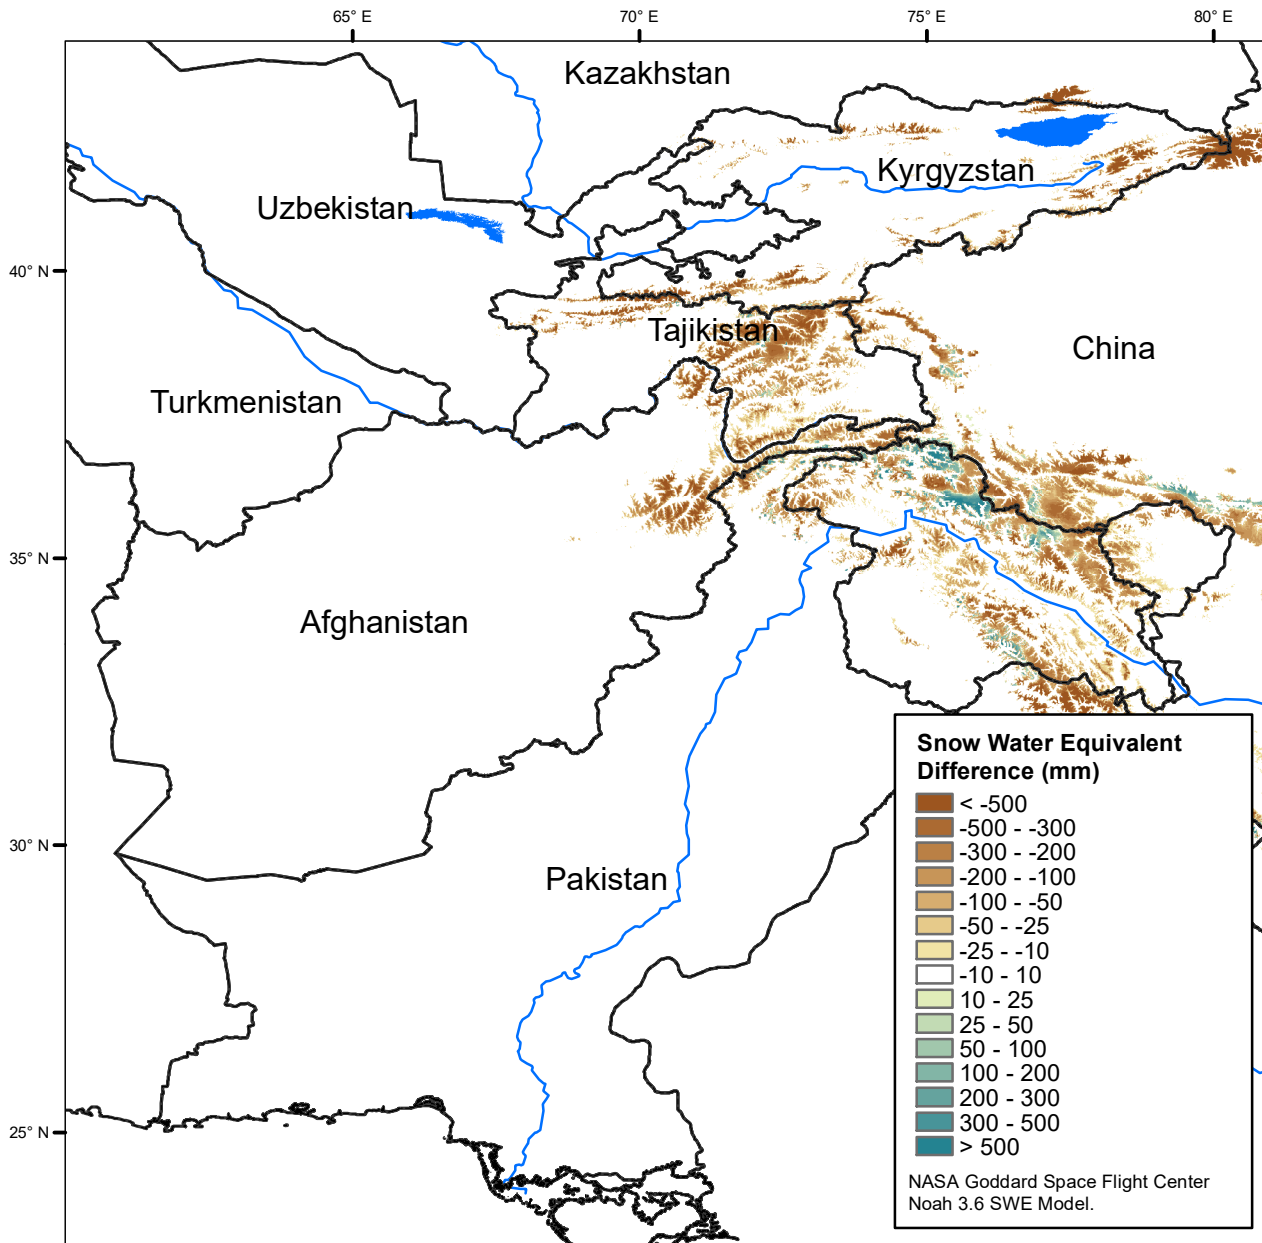 65° E
70° E
75° E
80° E
Kazakhstan
Kyrgyzstan
Uzbekistan
40° N
Tajikistan
China
Turkmenistan
35° N
Afghanistan
Snow Water Equivalent
Difference (mm)
< -500
-500 - -300
-300 - -200
-200 - -100
-100 - -50
-50 - -25
-25 - -10
-10 - 10
10 - 25
25 - 50
50 - 100
100 - 200
200 - 300
300 - 500
> 500
30° N
Pakistan
25° N
NASA Goddard Space Flight Center
Noah 3.6 SWE Model.